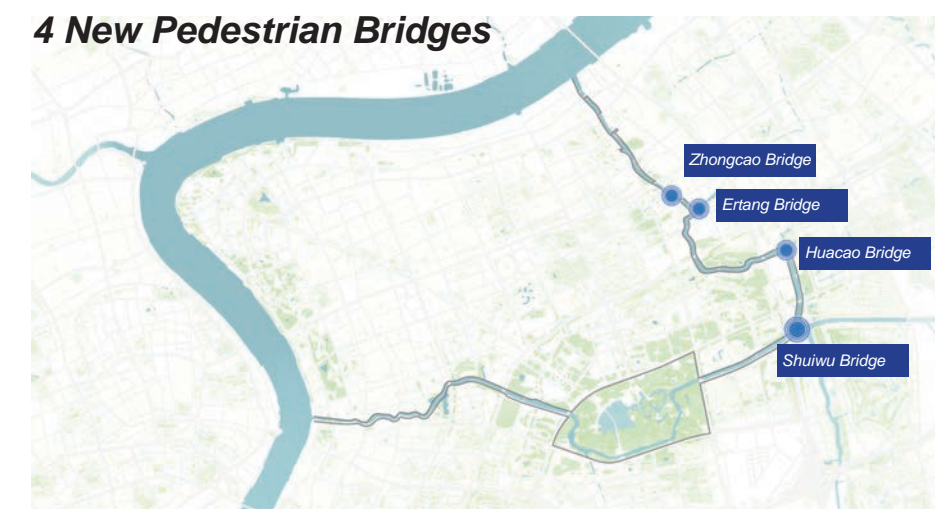 4 New Pedestrian Bridges
Zhongcao Bridge
Ertang Bridge
Huacao Bridge
Shuiwu Bridge